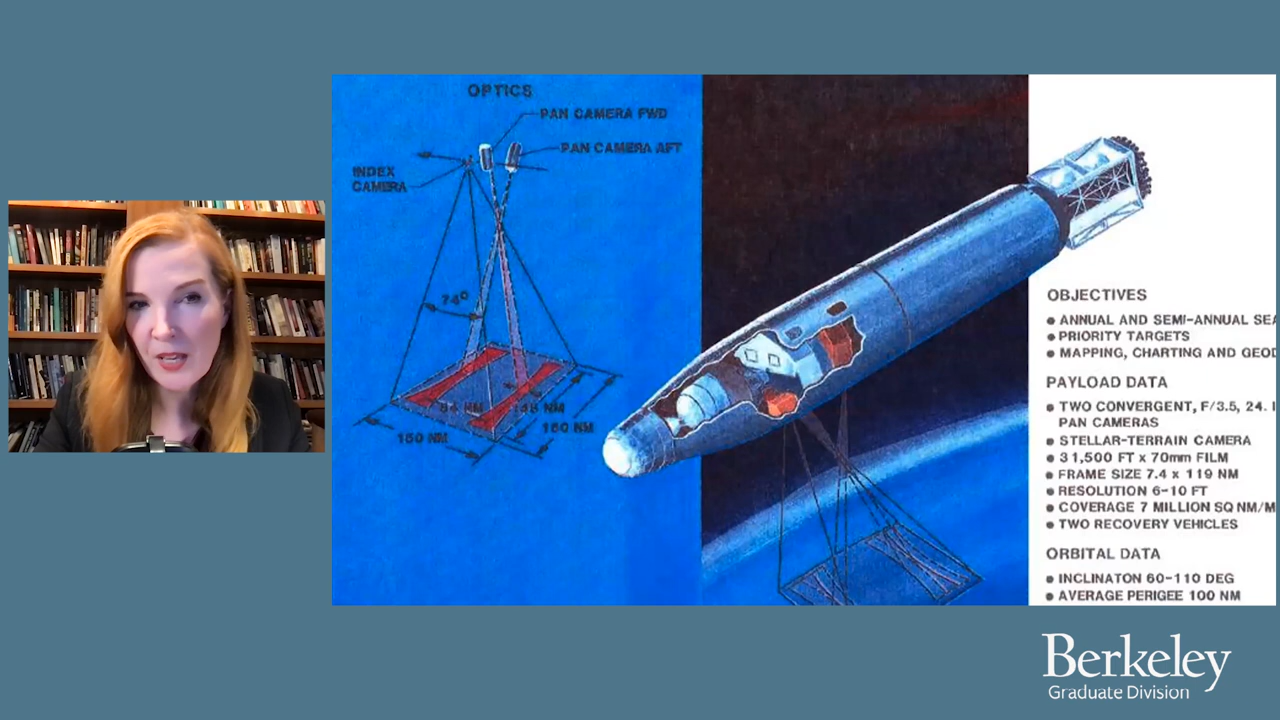 OPTICS
PAN CAMERA FWD
PAN CAMERA AFT
INDEX
CAMERA
74°
150 NM
150 NM
OBJECTIVES
● ANNUAL AND SEMI-ANNUAL SEA
● PRIORITY TARGETS
● MAPPING, CHARTING AND GEOD
PAYLOAD DATA
● TWO CONVERGENT, F/3.5, 24.
PAN CAMERAS
● STELLAR-TERRAIN CAMERA
● 31,500 FT x 70mm FILM
● FRAME SIZE 7.4 x 119 NM
● RESOLUTION 6-10 FT
● COVERAGE 7 MILLION SQ NM/M
● TWO RECOVERY VEHICLES
ORBITAL DATA
● INCLINATON 60-110 DEG
● AVERAGE PERIGEE 100 NM
Berkeley
Graduate Division